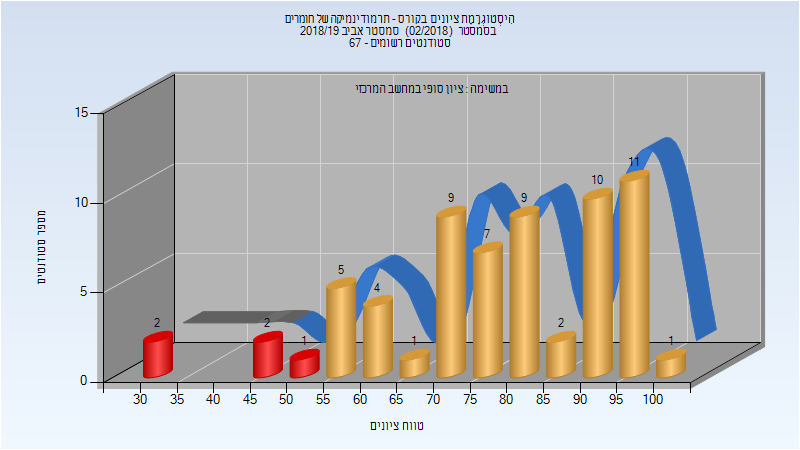 היסטוגרמת ציונים בקורס - תרמודינמיקה של חומרים
בסמסטר (02/2018) סמסטר אביב 2018/19
סטודנטים רשומים - 67
במשימה : ציון סופי במחשב המרכזי
15
10
5
0
מספר סטודנטים
2
2
1
5
4
1
9
7
9
2
10
11
1
30 35 40 45 50 55 60 65 70 75 80 85 90 95 100
טווח ציונים